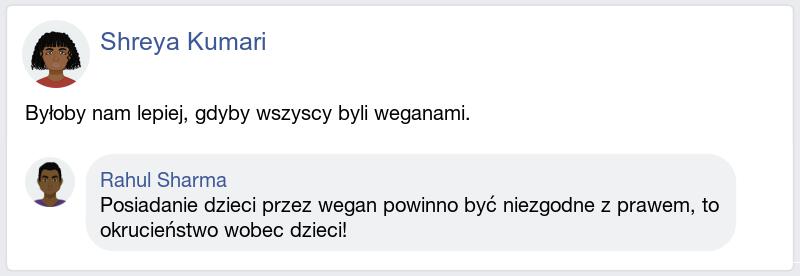 Shreya Kumari
Byłoby nam lepiej, gdyby wszyscy byli weganami.
Rahul Sharma
Posiadanie dzieci przez wegan powinno być niezgodne z prawem, to
okrucieństwo wobec dzieci!